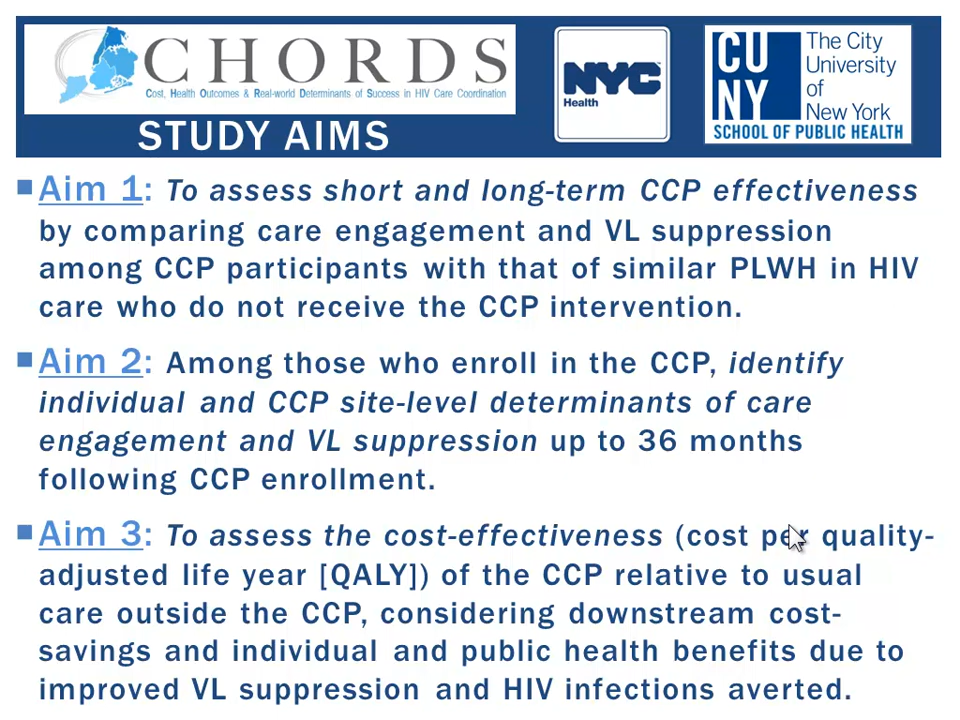 CHORDS
Cost, Health Outcomes & Real-world Determinants of Success in HIV Care Coordination
STUDY AIMS
NYC
Health
CU
NY
The City
University
of
New York
SCHOOL OF PUBLIC HEALTH
Aim 1: To assess short and long-term CCP effectiveness
by comparing care engagement and VL suppression
among CCP participants with that of similar PLWH in HIV
care who do not receive the CCP intervention.
Aim 2: Among those who enroll in the CCP, identify
individual and CCP site-level determinants of care
engagement and VL suppression up to 36 months
following CCP enrollment.
Aim 3: To assess the cost-effectiveness (cost per quality-
adjusted life year [QALY]) of the CCP relative to usual
care outside the CCP, considering downstream cost-
savings and individual and public health benefits due to
improved VL suppression and HIV infections averted.